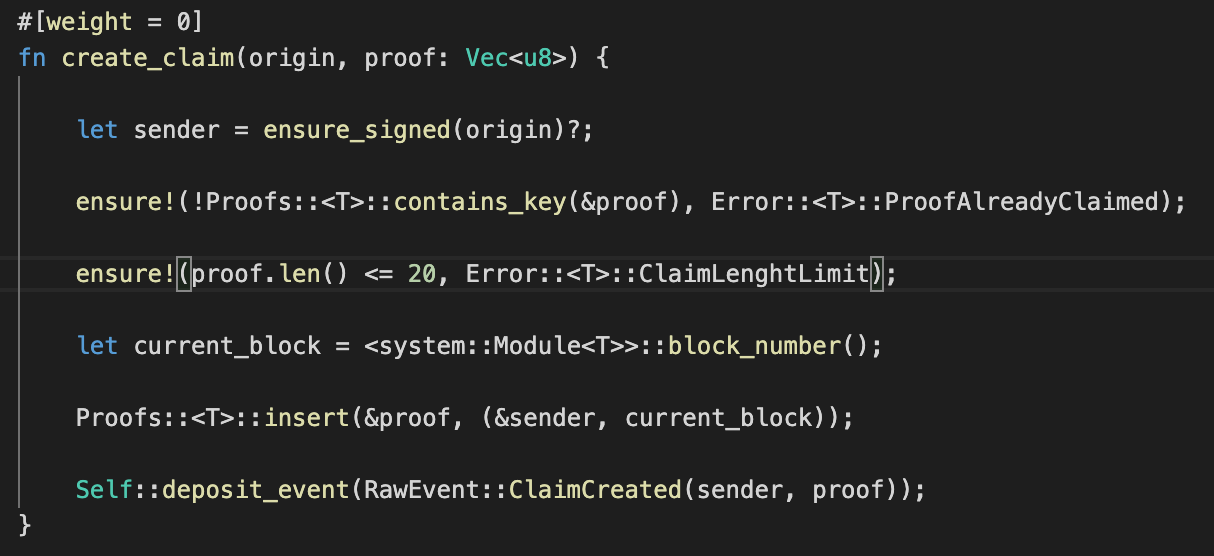 #[weight = 0]
fn create_claim(origin, proof: Vec<u8>) {
let sender = ensure_signed(origin)?;
ensure!(!Proofs::<T>::contains_key(&proof), Error::<T>::ProofAlreadyClaimed);
ensure!(proof.len() <= 20, Error::<T>::ClaimLenghtLimit);
let current_block = <system::Module<T>>::block_number();
Proofs::<T>::insert(&proof, (&sender, current_block));
Self::deposit_event(RawEvent::ClaimCreated(sender, proof));
}